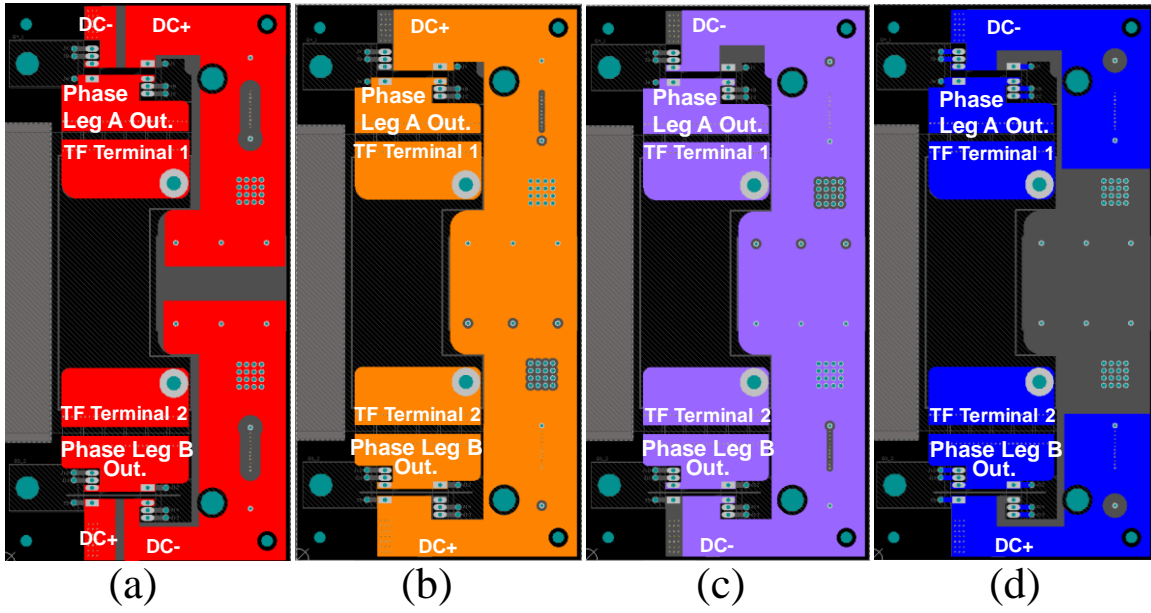 DC- DC+
Phase
Leg A Out.
TF Terminal 1
TF Terminal 2
Phase Leg B
Out.
DC+ DC-
(a)
DC+
Phase
Leg A Out.
TF Terminal 1
TF Terminal 2
Phase Leg B
Out.
DC+
(b)
DC-
Phase
Leg A Out.
TF Terminal 1
TF Terminal 2
Phase Leg B
Out.
DC-
(c)
DC-
Phase
Leg A Out.
TF Terminal 1
TF Terminal 2
Phase Leg B
Out.
DC+
(d)